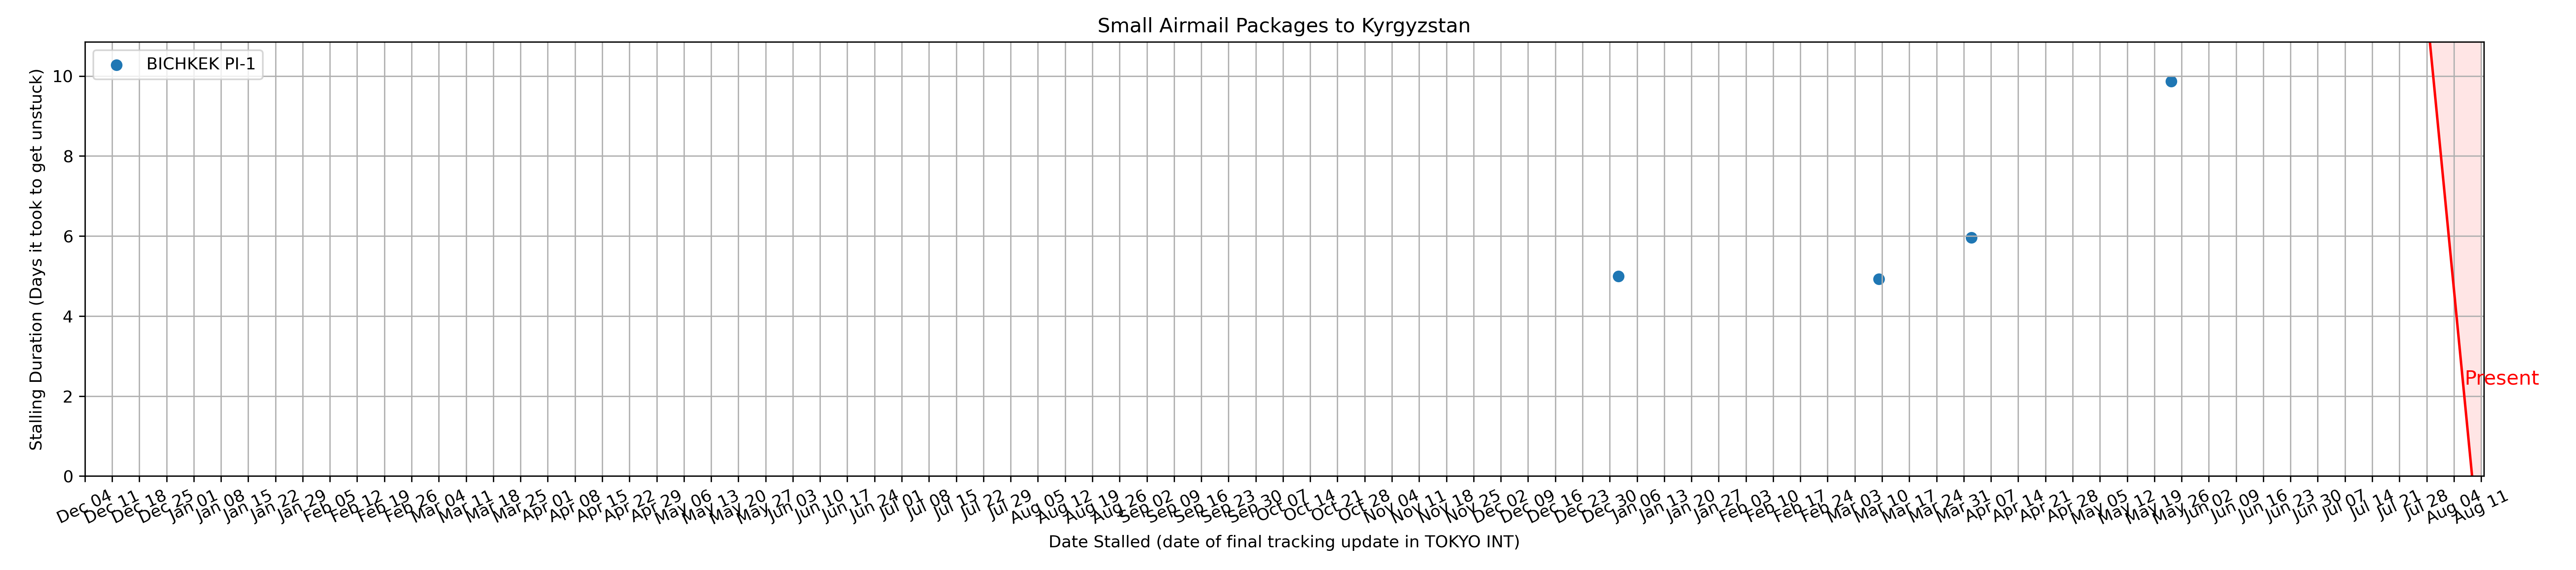 Small Airmail Packages to Kyrgyzstan
BICHKEK PI-1
Stalling Duration (Days it took to get unstuck)
10
8
6
4
2
0
Present
Dec 04 Dec 11 Dec 18 Dec 25 Jan 01 Jan 08 Jan 15 Jan 22 Jan 29 Feb 05 Feb 12 Feb 19 Feb 26 Mar 04 Mar 11 Mar 18 Mar 25 Apr 01 Apr 08 Apr 15 Apr 22 Apr 29 May 06 May 13 May 20 May 27 Jun 03 Jun 10 Jun 17 Jun 24 Jul 01 Jul 08 Jul 15 Jul 22 Jul 29 Aug 05 Aug 12 Aug 19 Aug 26 Sep 02 Sep 09 Sep 16 Sep 23 Sep 30 Oct 07 Oct 14 Oct 21 Oct 28 Nov 04 Nov 11 Nov 18 Nov 25 Dec 02 Dec 09 Dec 16 Dec 23 Dec 30 Jan 06 Jan 13 Jan 20 Jan 27 Feb 03 Feb 10 Feb 17 Feb 24 Mar 03 Mar 10 Mar 17 Mar 24 Mar 31 Apr 07 Apr 14 Apr 21 Apr 28 May 05 May 12 May 19 May 26 Jun 02 Jun 09 Jun 16 Jun 23 Jun 30 Jul 07 Jul 14 Jul 21 Jul 28 Aug 04 Aug 11
Date Stalled (date of final tracking update in TOKYO INT)